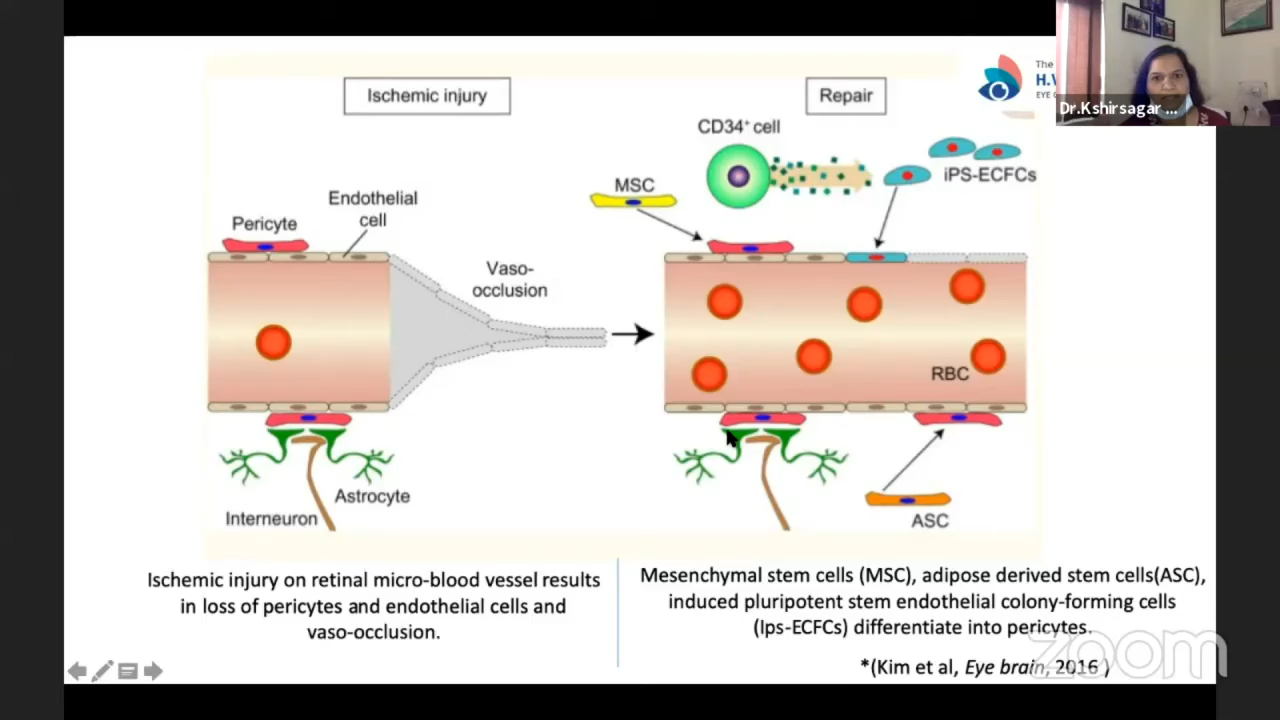 Ischemic injury
Repair
The
H.V
EYE
Dr.Kshirsagar ...
CD34⁺ cell
iPS-ECFCs
MSC
Endothelial
cell
Pericyte
Vaso-
occlusion
RBC
Astrocyte
Interneuron
ASC
Ischemic injury on retinal micro-blood vessel results
in loss of pericytes and endothelial cells and
vaso-occlusion.
Mesenchymal stem cells (MSC), adipose derived stem cells(ASC),
induced pluripotent stem endothelial colony-forming cells
(Ips-ECFCs) differentiate into pericytes.
*(Kim et al, Eye brain, 2016 )
zoom